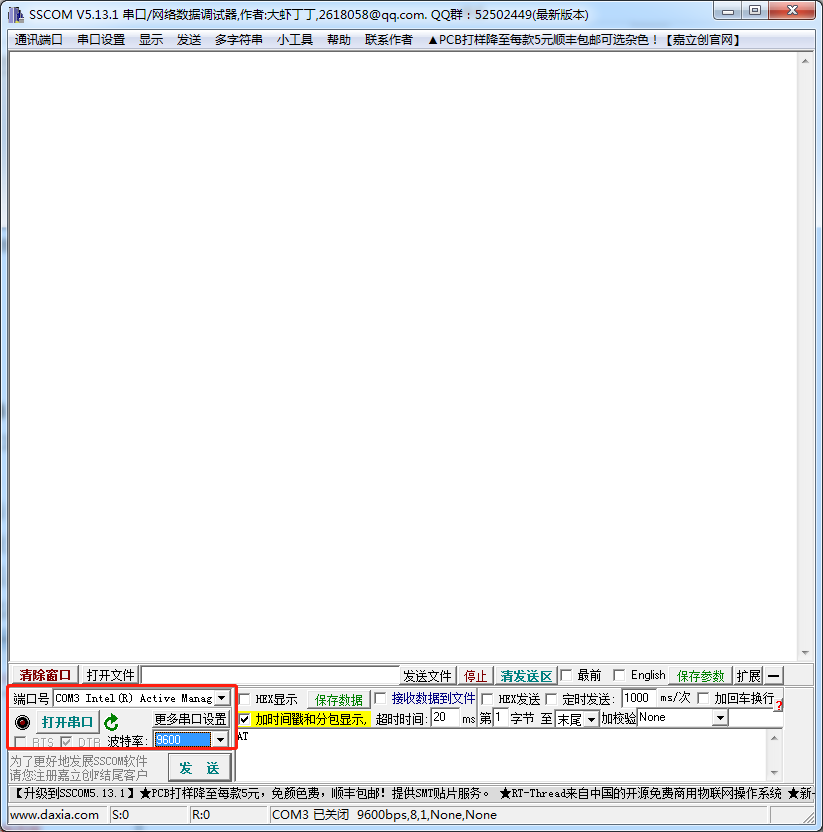 SSCOM V5.13.1 串口/网络数据调试器,作者:大虾丁丁,2618058@qq.com. QQ群：52502449(最新版本)
通讯端口 串口设置 显示 发送 多字符串 小工具 帮助 联系作者 ▲PCB打样降至每款5元顺丰包邮可选杂色！【嘉立创官网】
清除窗口 打开文件 发送文件 停止 清发送区 最前 English 保存参数 扩展 —
端口号 COM3 Intel(R) Active Manag HEX显示 保存数据 接收数据到文件 HEX发送 定时发送: 1000 ms/次 加回车换行 ?
打开串口 更多串口设置 加时间戳和分包显示, 超时时间: 20 ms 第 1 字节 至 末尾 加校验 None
RTS DTR 波特率: 9600 AT
为了更好地发展SSCOM软件
请您注册嘉立创F结尾客户
发 送
【升级到SSCOM5.13.1】★PCB打样降至每款5元，免颜色费，顺丰包邮! 提供SMT贴片服务。 ★RT-Thread来自中国的开源免费商用物联网操作系统 ★新-
www.daxia.com S:0 R:0 COM3 已关闭 9600bps,8,1,None,None